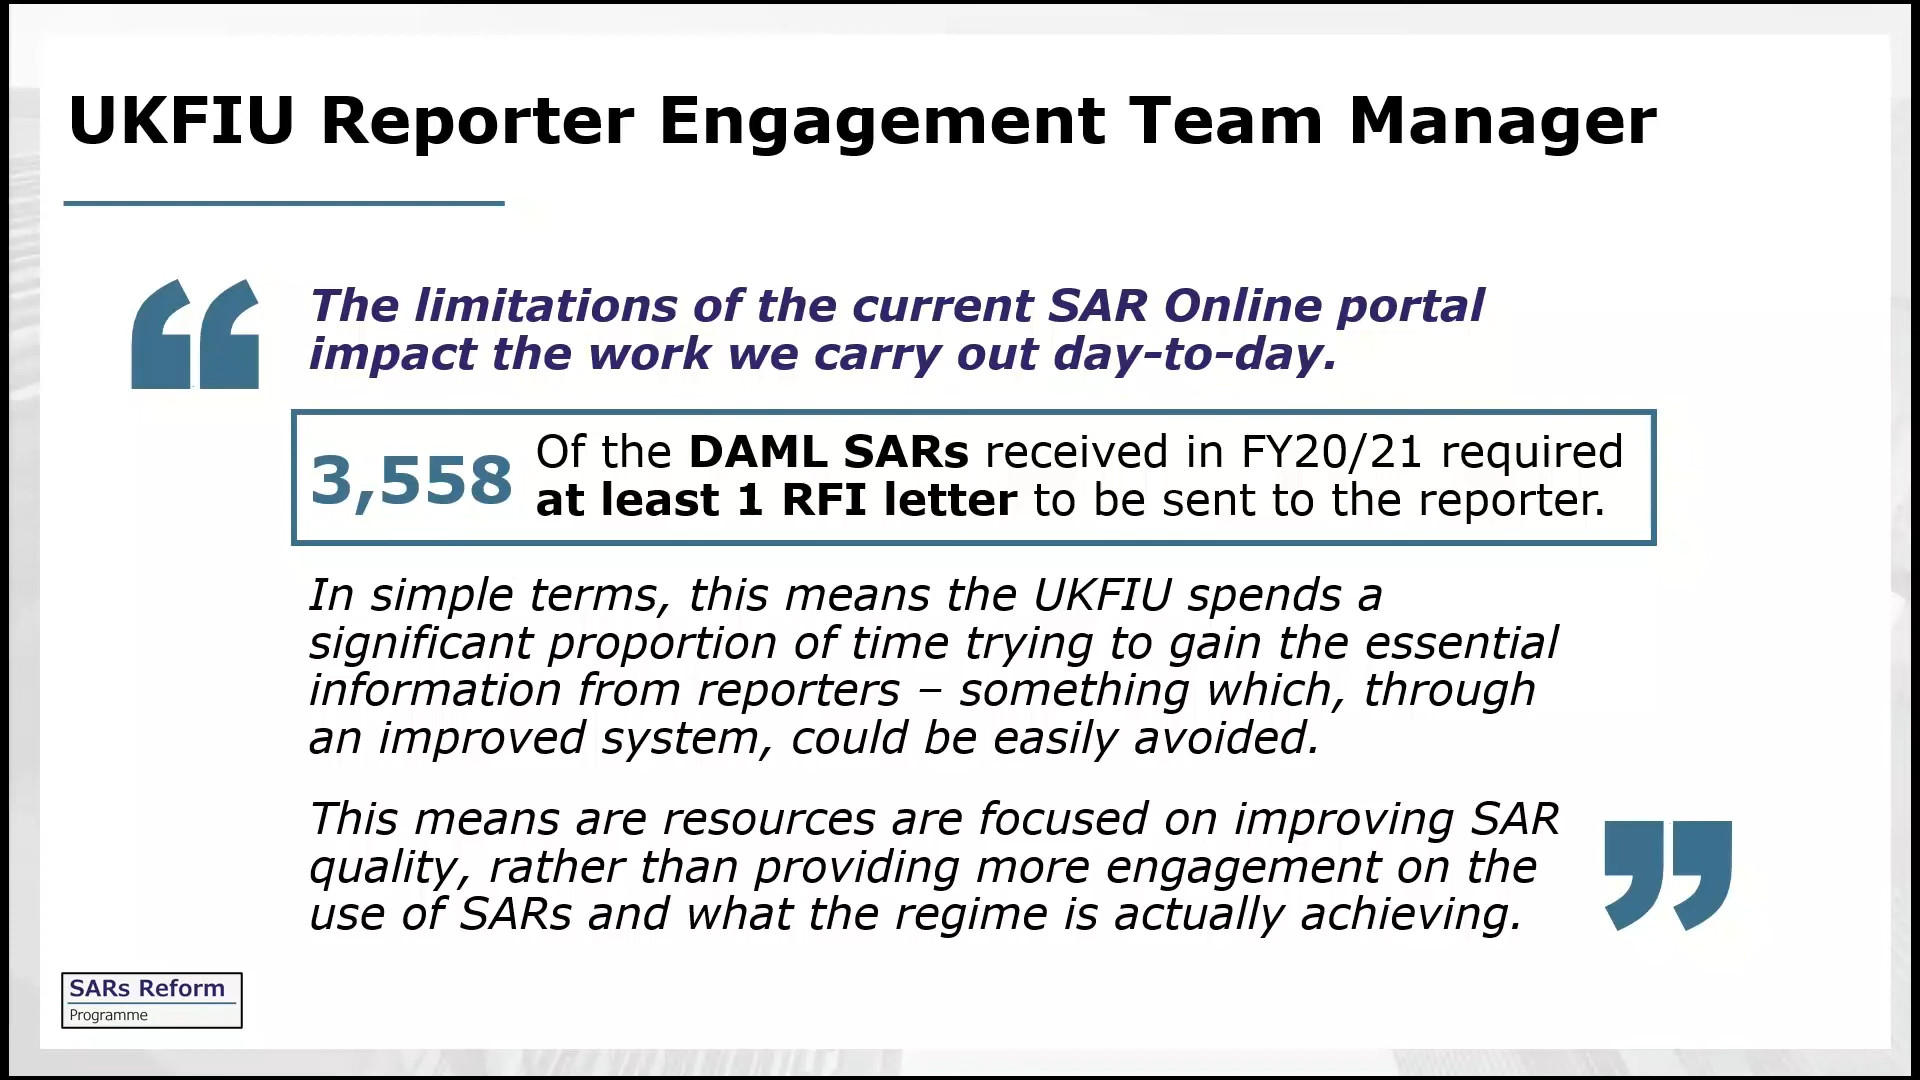 UKFIU Reporter Engagement Team Manager
“
The limitations of the current SAR Online portal
impact the work we carry out day-to-day.
3,558
Of the DAML SARs received in FY20/21 required
at least 1 RFI letter to be sent to the reporter.
In simple terms, this means the UKFIU spends a
significant proportion of time trying to gain the essential
information from reporters – something which, through
an improved system, could be easily avoided.
This means are resources are focused on improving SAR
quality, rather than providing more engagement on the
use of SARs and what the regime is actually achieving.
”
SARs Reform
Programme